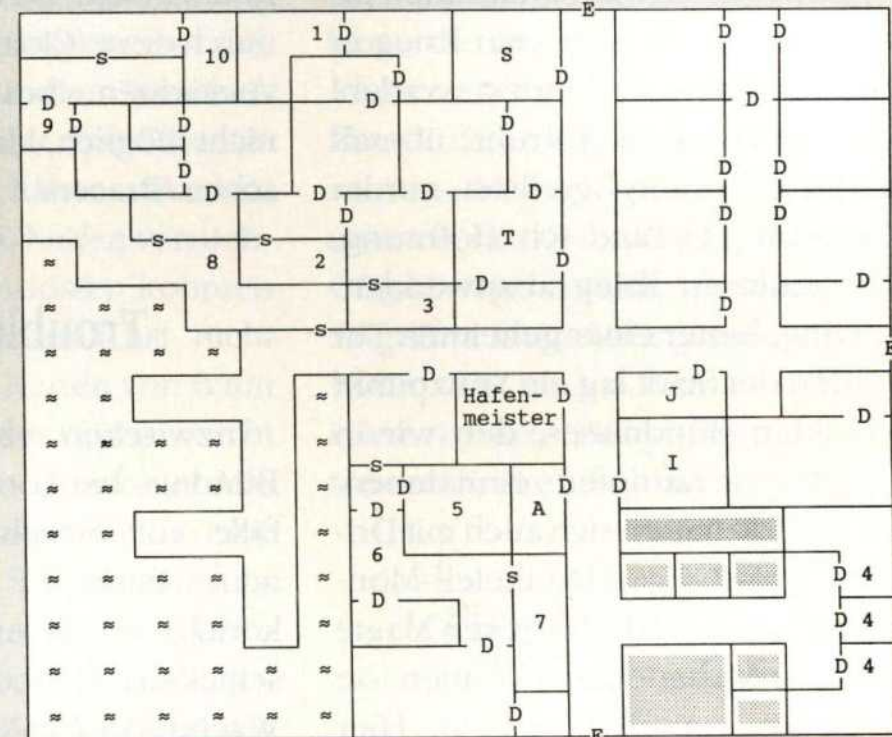 E
D 1 D D D
s 10 S
D D
D D D
9 D D D
D D D
D D D D
D D D
s s T
≈ 8 2 D
≈ ≈ s D D
≈ ≈ ≈ 3 D
s
≈ ≈ ≈ ≈ E
D D
≈ ≈ ≈ Hafen- D J
meister D
≈ ≈ ≈ ≈ ≈
s I
≈ ≈ ≈ D D D
D 5 A
≈ ≈ ≈
6
≈ ≈ ≈ ≈ ≈ s D 4
D
≈ ≈ ≈ ≈ ≈ 7 D 4
D
≈ ≈ ≈ ≈ ≈ ≈ D 4
≈ ≈ ≈ ≈ ≈ ≈ D
E